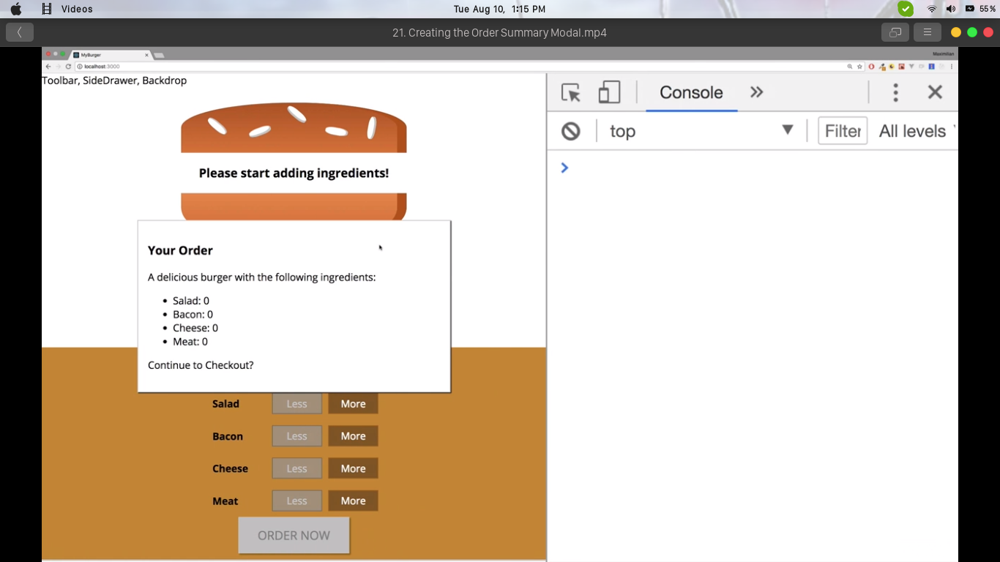 Videos
Tue Aug 10, 1:15 PM
55%
21. Creating the Order Summary Modal.mp4
MyBurger
Maximilian
localhost:3000
Toolbar, SideDrawer, Backdrop
Console
top
Filter
All levels
Please start adding ingredients!
Your Order
A delicious burger with the following ingredients:
Salad: 0
Bacon: 0
Cheese: 0
Meat: 0
Continue to Checkout?
Salad Less More
Bacon Less More
Cheese Less More
Meat Less More
ORDER NOW